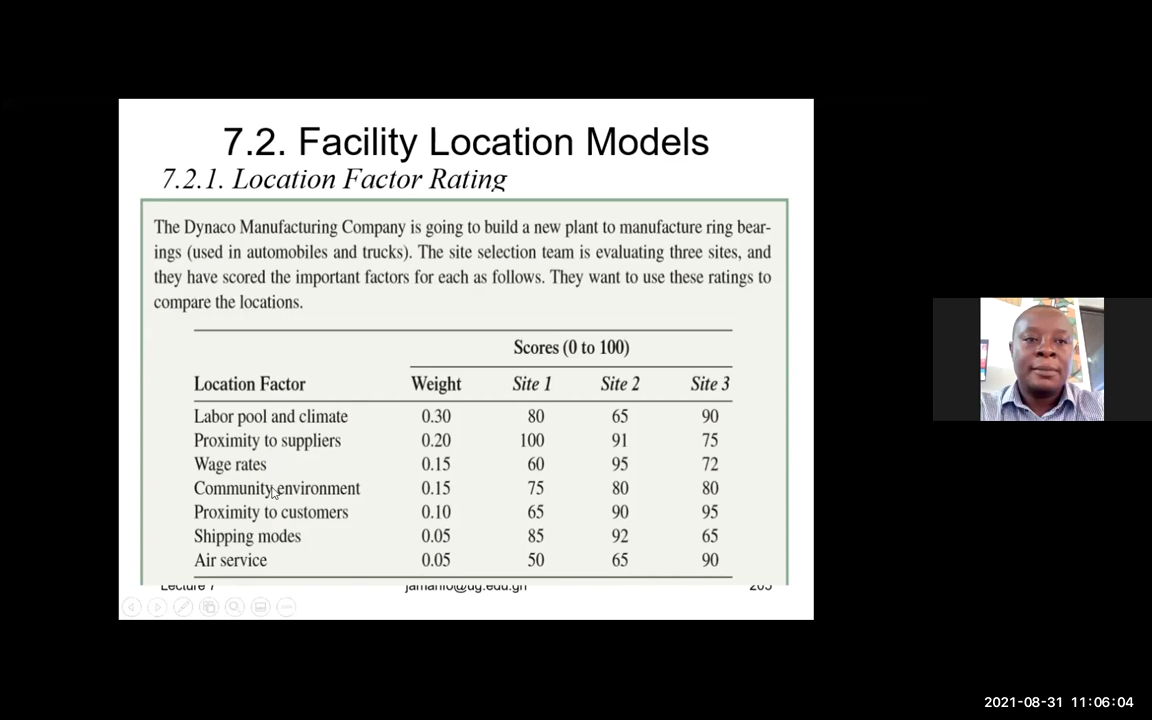 7.2. Facility Location Models
7.2.1. Location Factor Rating
The Dynaco Manufacturing Company is going to build a new plant to manufacture ring bear-
ings (used in automobiles and trucks). The site selection team is evaluating three sites, and
they have scored the important factors for each as follows. They want to use these ratings to
compare the locations.
Scores (0 to 100)
Location Factor Weight Site 1 Site 2 Site 3
Labor pool and climate 0.30 80 65 90
Proximity to suppliers 0.20 100 91 75
Wage rates 0.15 60 95 72
Community environment 0.15 75 80 80
Proximity to customers 0.10 65 90 95
Shipping modes 0.05 85 92 65
Air service 0.05 50 65 90
Lecture 7
2021-08-31 11:06:04